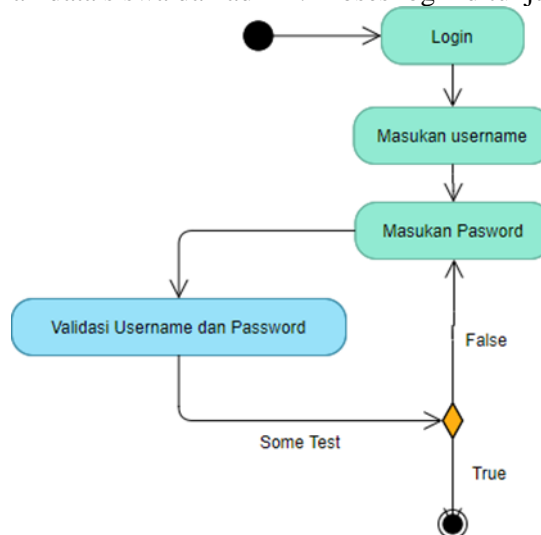 Login
Masukan username
Masukan Pasword
Validasi Username dan Password
False
Some Test
True